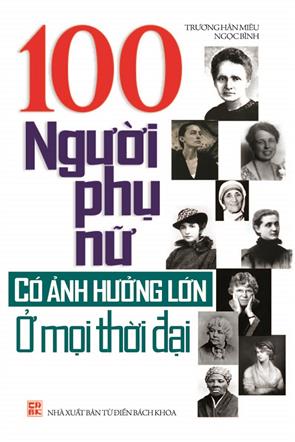 TRƯƠNG HÂN MIÊU
NGỌC BÌNH
100
Người
phụ
nữ
CÓ ẢNH HƯỞNG LỚN
Ở mọi thời đại
NHÀ XUẤT BẢN TỪ ĐIỂN BÁCH KHOA